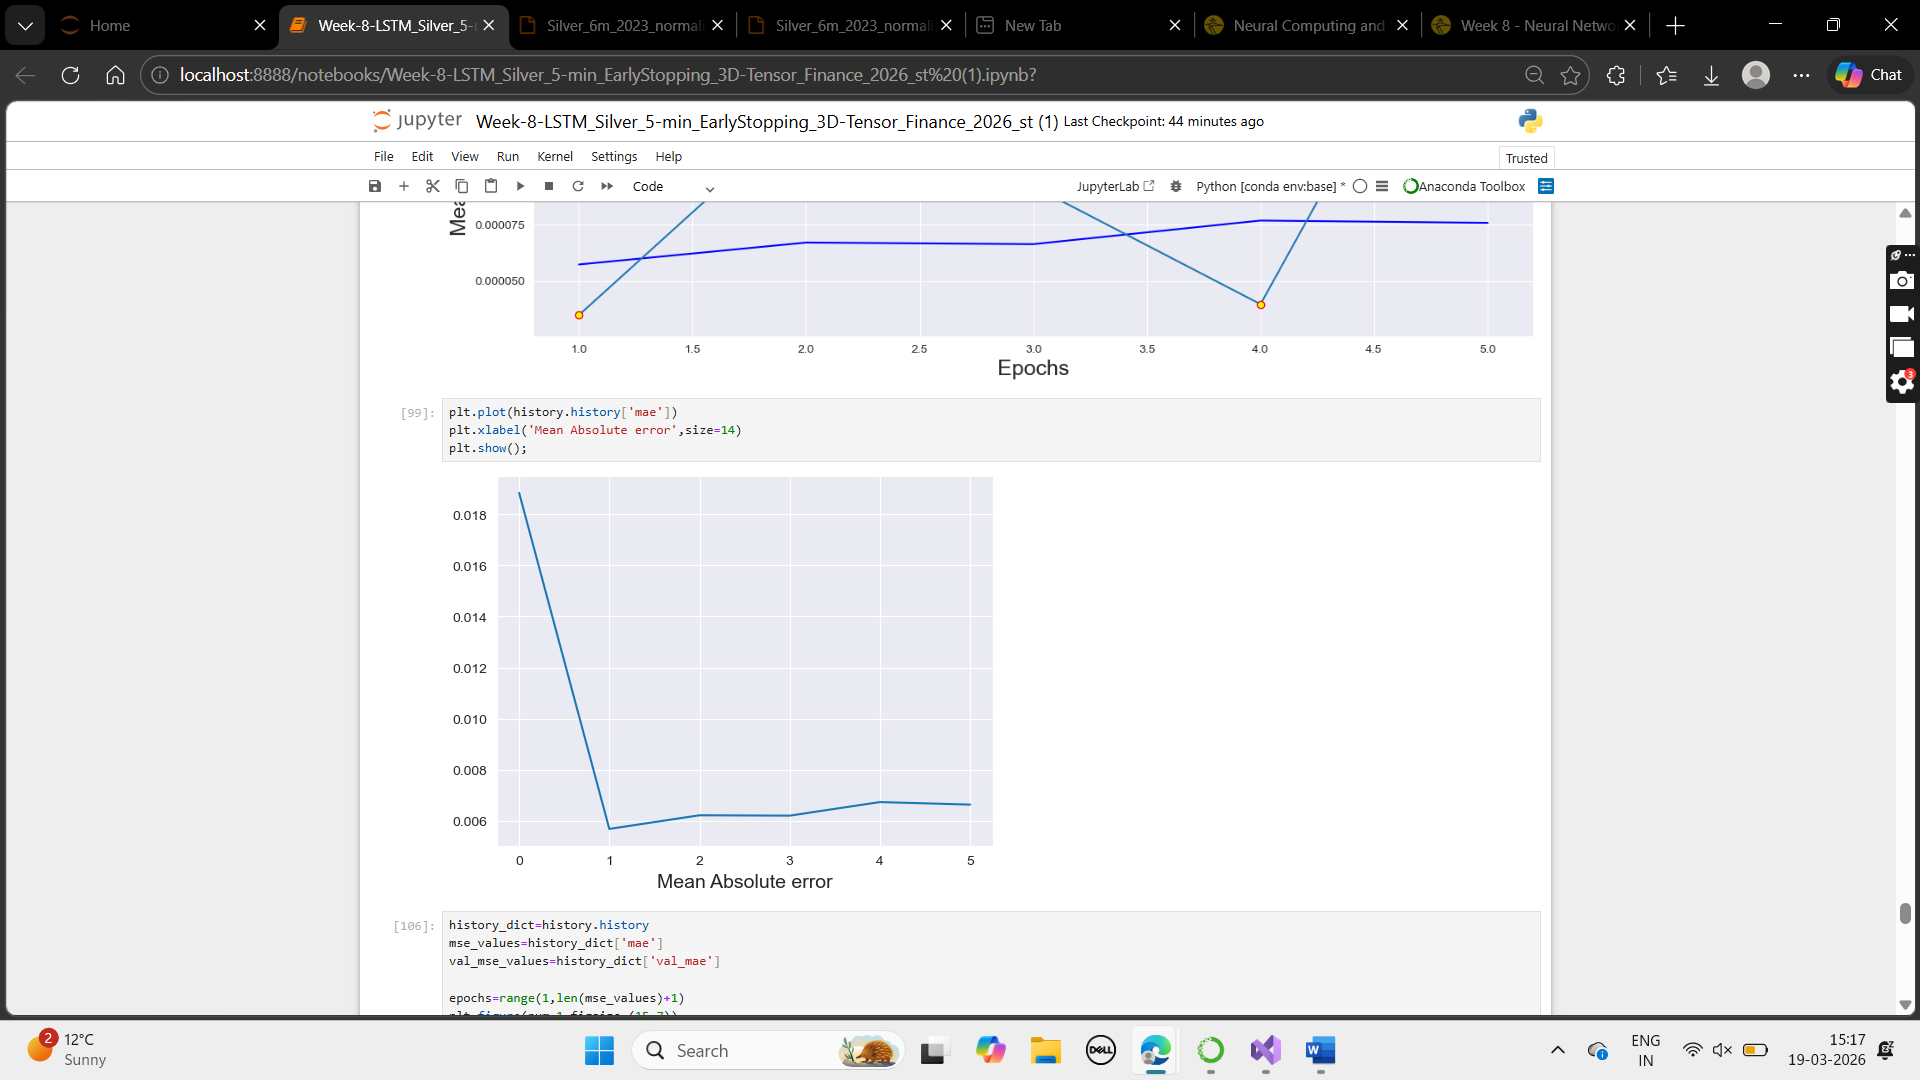 Home
Week-8-LSTM_Silver_5-
Silver_6m_2023_normali
Silver_6m_2023_normali
New Tab
Neural Computing and
Week 8 - Neural Netwo
localhost:8888/notebooks/Week-8-LSTM_Silver_5-min_EarlyStopping_3D-Tensor_Finance_2026_st%20(1).ipynb?
Chat
jupyter Week-8-LSTM_Silver_5-min_EarlyStopping_3D-Tensor_Finance_2026_st (1) Last Checkpoint: 44 minutes ago
File Edit View Run Kernel Settings Help
Trusted
Code
JupyterLab
Python [conda env:base] *
Anaconda Toolbox
Mea
0.000075
0.000050
1.0 1.5 2.0 2.5 3.0 3.5 4.0 4.5 5.0
Epochs
[99]:
plt.plot(history.history['mae'])
plt.xlabel('Mean Absolute error',size=14)
plt.show();
0.018
0.016
0.014
0.012
0.010
0.008
0.006
0 1 2 3 4 5
Mean Absolute error
[106]:
history_dict=history.history
mse_values=history_dict['mae']
val_mse_values=history_dict['val_mae']
epochs=range(1,len(mse_values)+1)
3
2
12°C
Sunny
Search
DELL
W
ENG
IN
15:17
19-03-2026